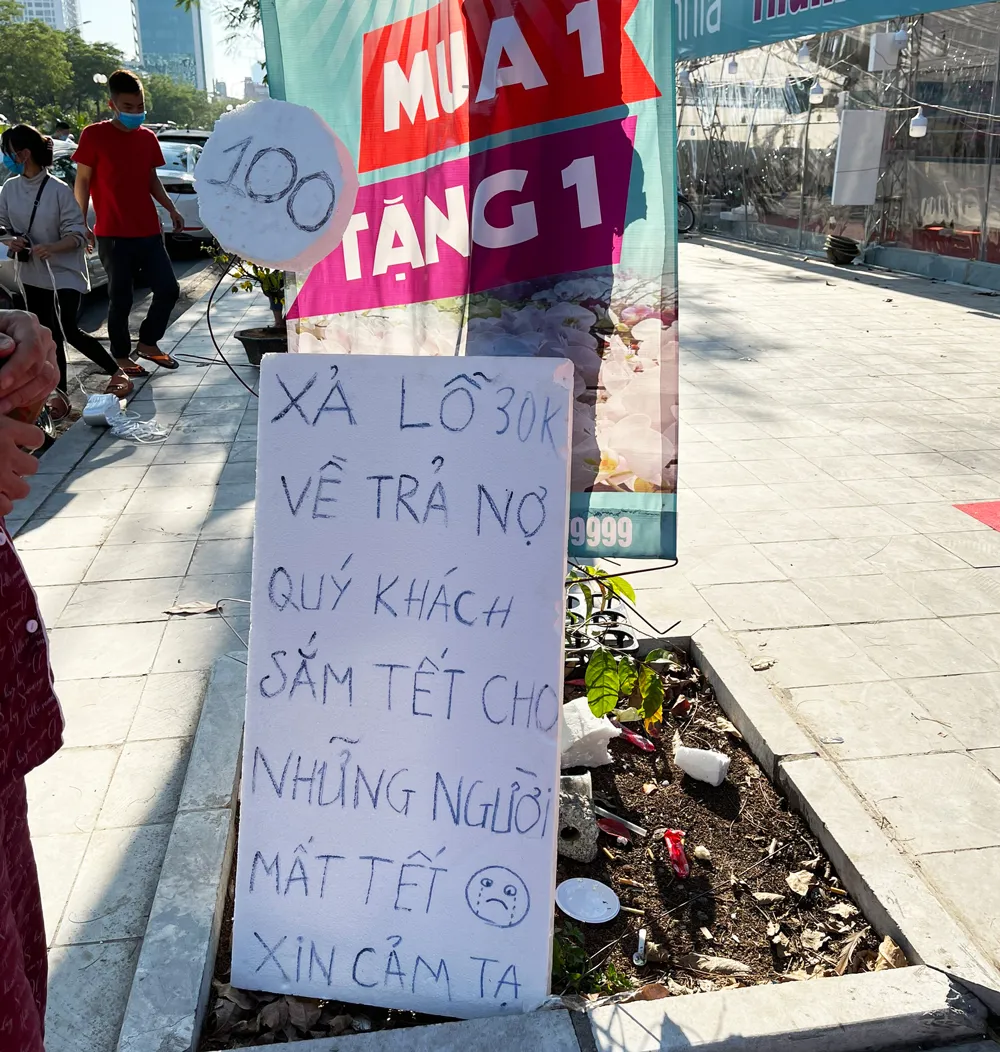 MUA 1
TẶNG 1
100
XẢ LỖ 30K
VỀ TRẢ NỢ
QUÝ KHÁCH
SẮM TẾT CHO
NHỮNG NGƯỜI
MẤT TẾT
XIN CẢM TẠ
9999